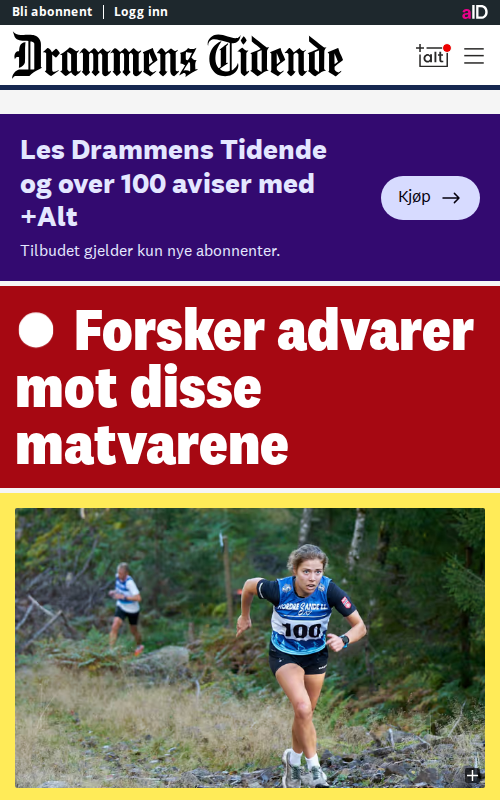 Bli abonnent | Logg inn
aID
Drammens Tidende
+alt
Les Drammens Tidende
og over 100 aviser med
+Alt
Kjøp →
Tilbudet gjelder kun nye abonnenter.
Forsker advarer
mot disse
matvarene
100